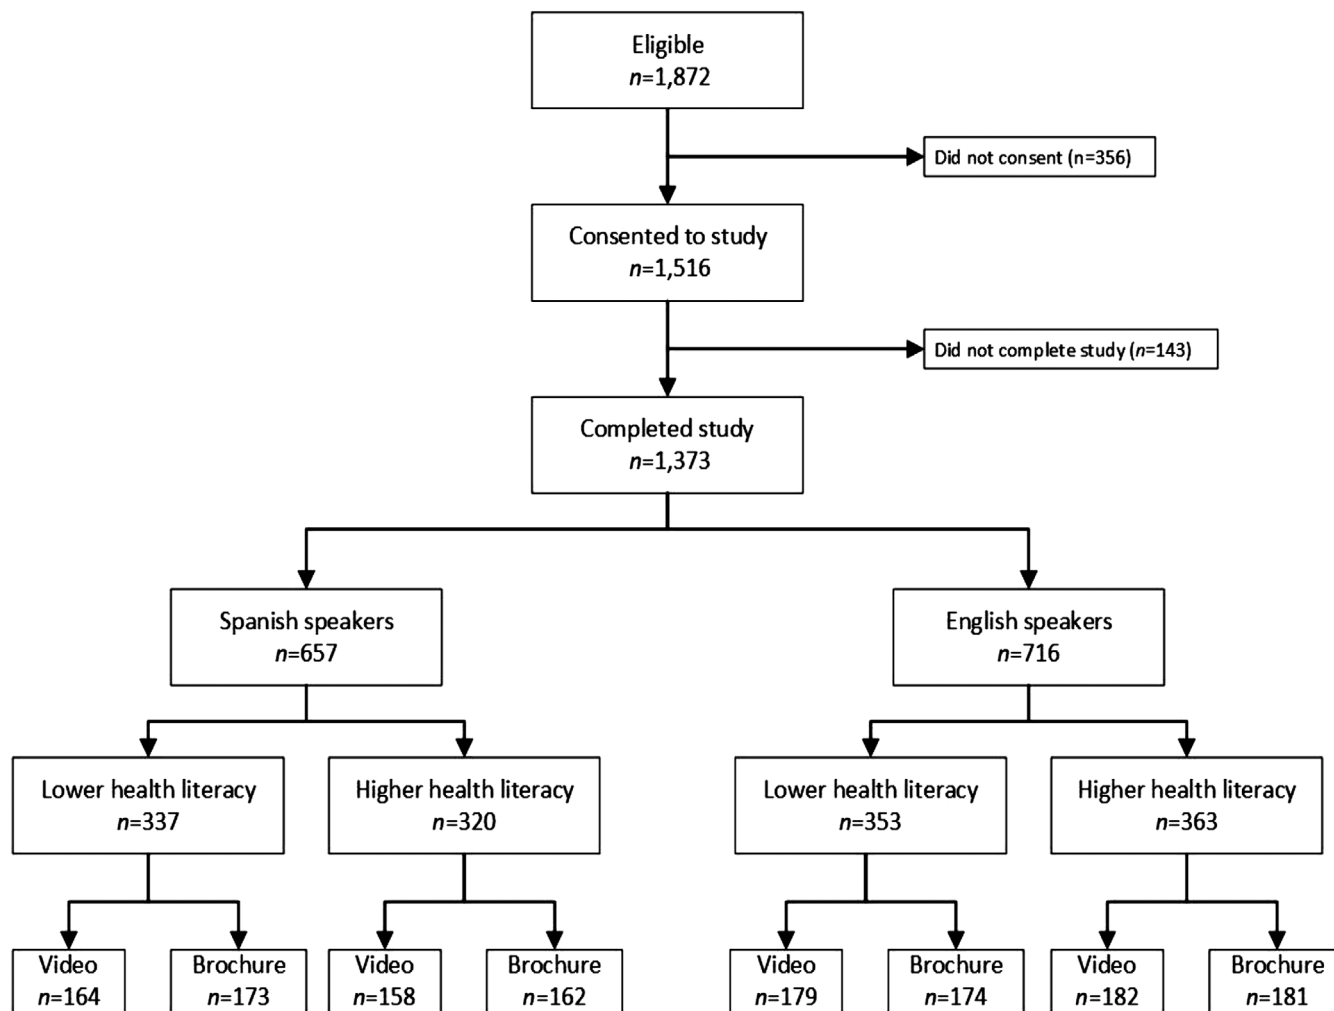 Eligible
n=1,872
Did not consent (n=356)
Consented to study
n=1,516
Did not complete study (n=143)
Completed study
n=1,373
Spanish speakers
n=657
English speakers
n=716
Lower health literacy
n=337
Higher health literacy
n=320
Lower health literacy
n=353
Higher health literacy
n=363
Video
n=164
Brochure
n=173
Video
n=158
Brochure
n=162
Video
n=179
Brochure
n=174
Video
n=182
Brochure
n=181